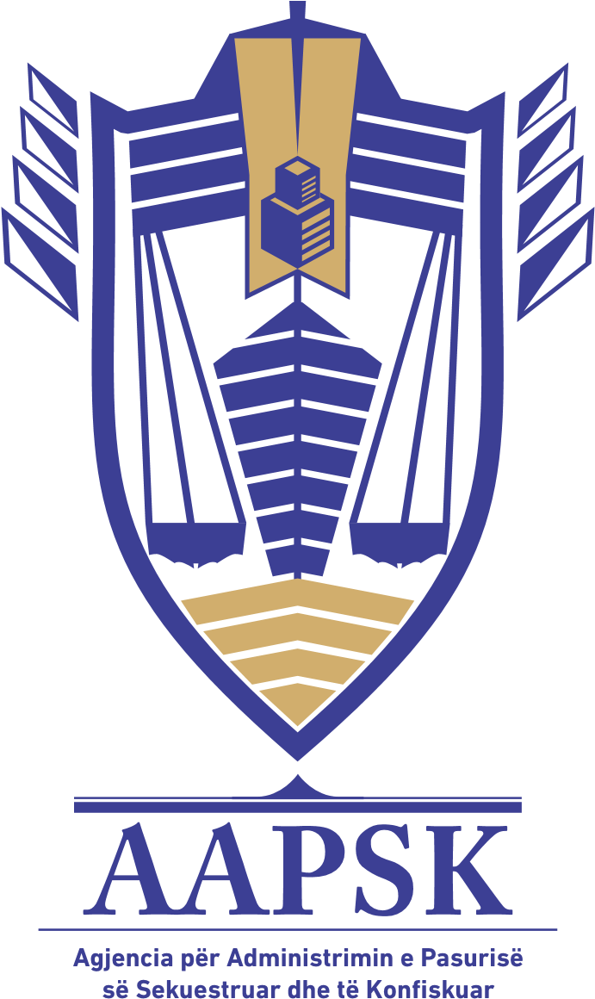 AAPSK
Agjencia për Administrimin e Pasurisë
së Sekuestruar dhe të Konfiskuar